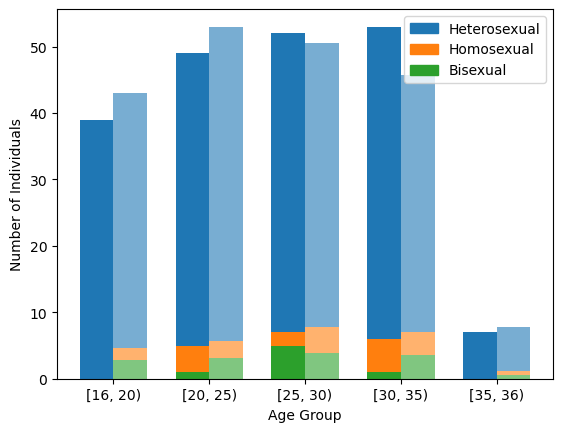 Heterosexual
Homosexual
Bisexual
Number of Individuals
50
40
30
20
10
0
[16, 20)
[20, 25)
[25, 30)
[30, 35)
[35, 36)
Age Group